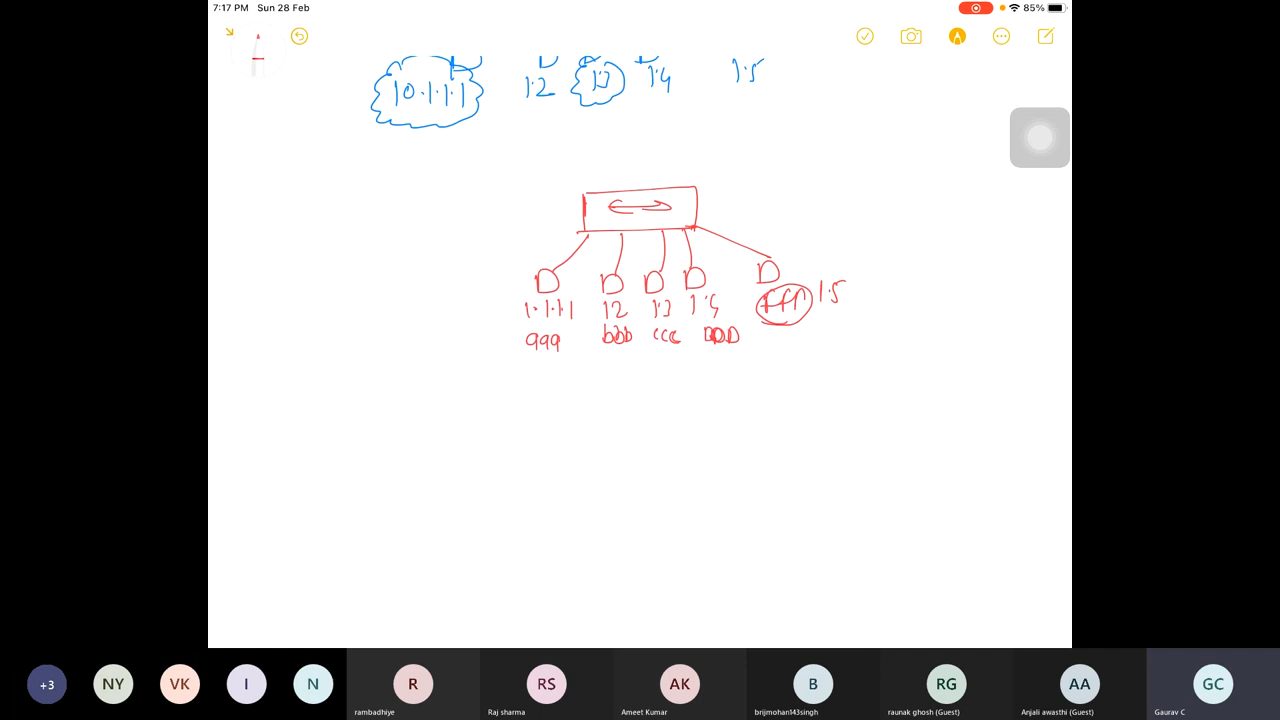 7:17 PM Sun 28 Feb
85%
10.1.1.1 1.2 1.3 1.4 1.5
1.1.1.1 1.2 1.3 1.4 FFF 1.5
aaa bbb ccc DDD
+3 NY VK I N R RS AK B RG AA GC
rambadhiye Raj sharma Ameet Kumar brijmohan143singh raunak ghosh (Guest) Anjali awasthi (Guest) Gaurav C